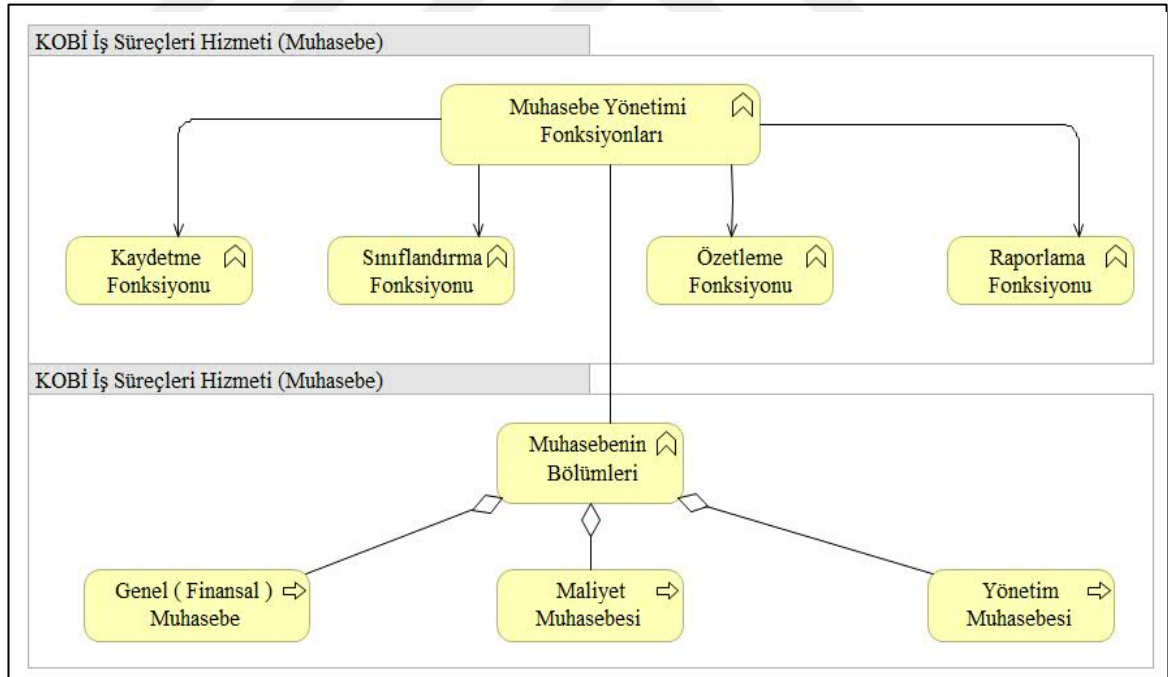 KOBİ İş Süreçleri Hizmeti (Muhasebe)
Muhasebe Yönetimi
Fonksiyonları
Kaydetme
Fonksiyonu
Sınıflandırma
Fonksiyonu
Özetleme
Fonksiyonu
Raporlama
Fonksiyonu
KOBİ İş Süreçleri Hizmeti (Muhasebe)
Muhasebenin
Bölümleri
Genel ( Finansal )
Muhasebe
Maliyet
Muhasebesi
Yönetim
Muhasebesi